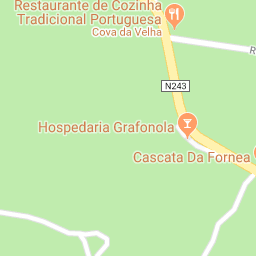 Restaurante de Cozinha
Tradicional Portuguesa
Cova da Velha
N243
Hospedaria Grafonola
Cascata Da Fornea